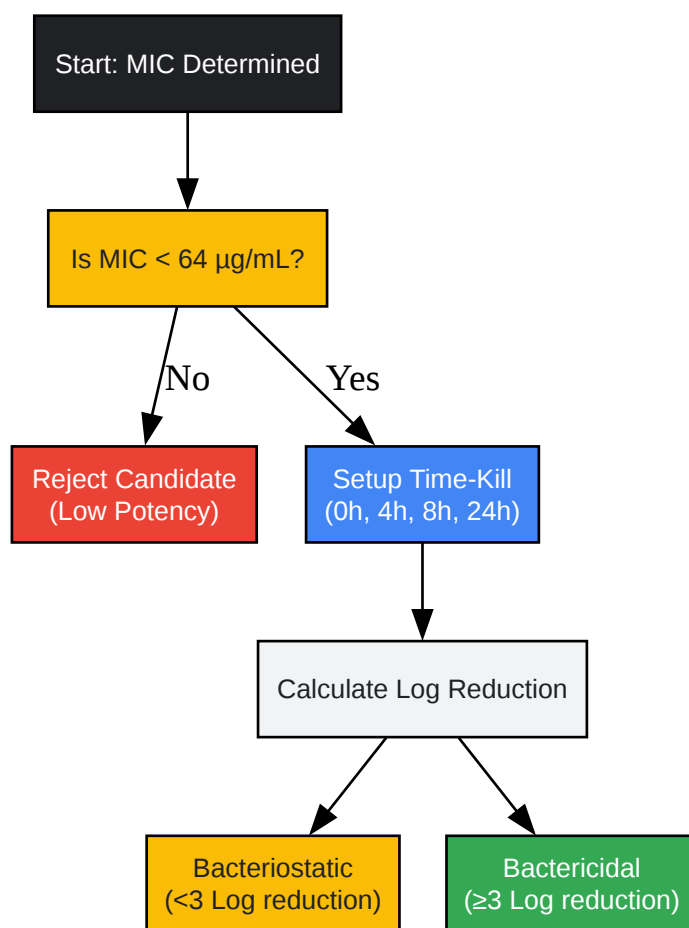 Start: MIC Determined
Is MIC < 64 µg/mL?
No
Yes
Reject Candidate
(Low Potency)
Setup Time-Kill
(0h, 4h, 8h, 24h)
Calculate Log Reduction
Bacteriostatic
(<3 Log reduction)
Bactericidal
(≥3 Log reduction)